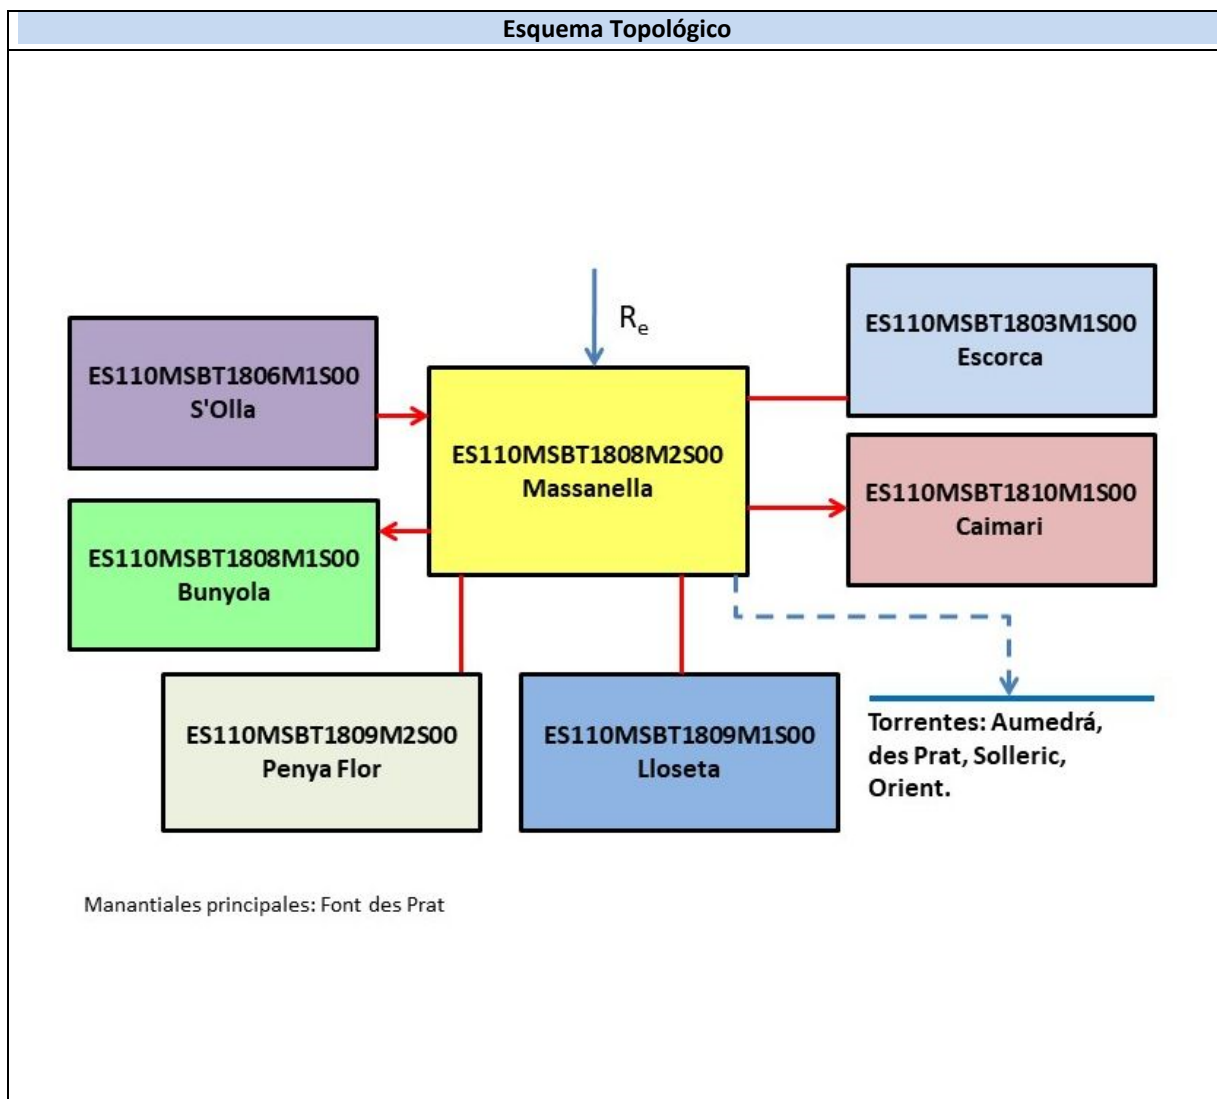 Esquema Topológico
R_e
ES110MSBT1803M1S00
Escorca
ES110MSBT1806M1S00
S'Olla
ES110MSBT1808M2S00
Massanella
ES110MSBT1810M1S00
Caimari
ES110MSBT1808M1S00
Bunyola
ES110MSBT1809M2S00
Penya Flor
ES110MSBT1809M1S00
Lloseta
Torrentes: Aumedrá,
des Prat, Solleric,
Orient.
Manantiales principales: Font des Prat